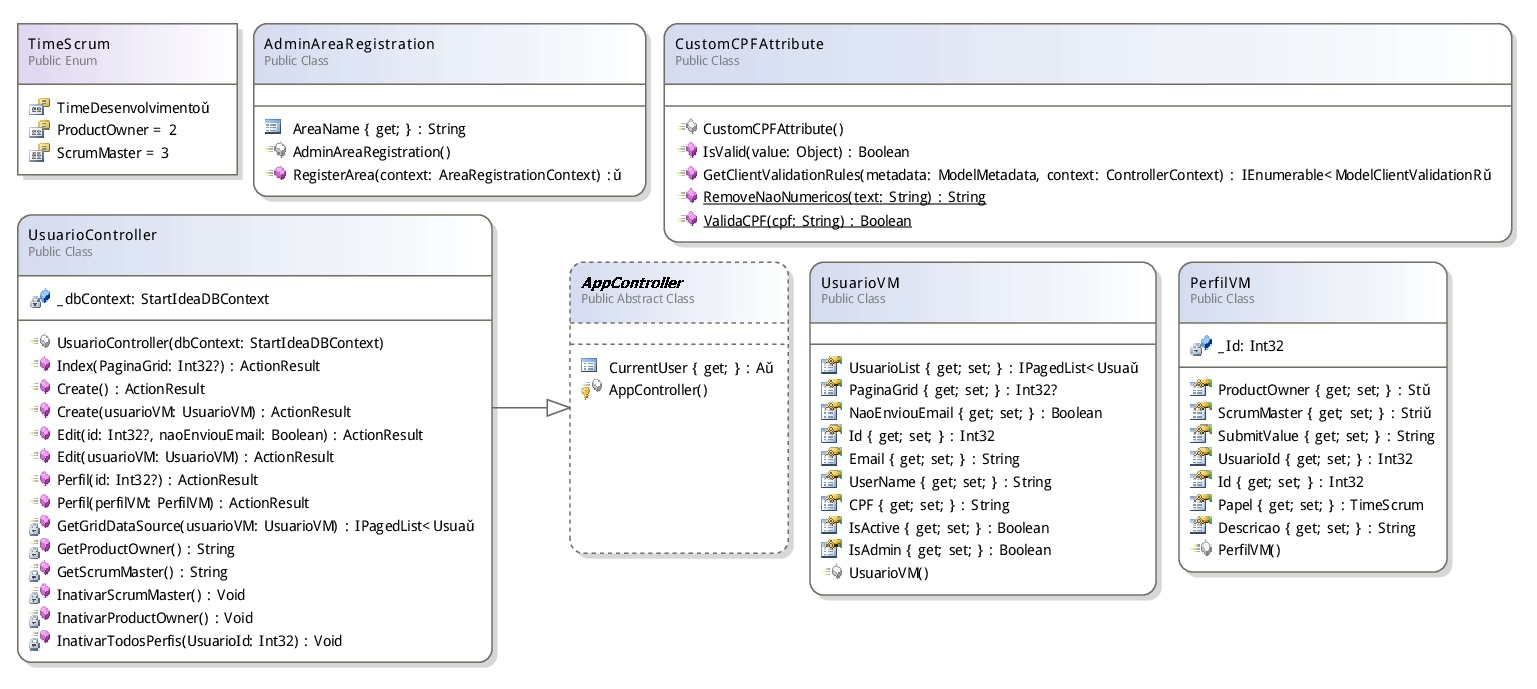 TimeScrum
Public Enum
TimeDesenvolvimentoŭ
ProductOwner = 2
ScrumMaster = 3
AdminAreaRegistration
Public Class
AreaName { get; } : String
AdminAreaRegistration()
RegisterArea(context: AreaRegistrationContext) : ŭ
CustomCPFAttribute
Public Class
CustomCPFAttribute()
IsValid(value: Object) : Boolean
GetClientValidationRules(metadata: ModelMetadata, context: ControllerContext) : IEnumerable<ModelClientValidationRŭ
RemoveNaoNumericos(text: String) : String
ValidaCPF(cpf: String) : Boolean
UsuarioController
Public Class
_dbContext: StartIdeaDBContext
UsuarioController(dbContext: StartIdeaDBContext)
Index(PaginaGrid: Int32?) : ActionResult
Create() : ActionResult
Create(usuarioVM: UsuarioVM) : ActionResult
Edit(id: Int32?, naoEnviouEmail: Boolean) : ActionResult
Edit(usuarioVM: UsuarioVM) : ActionResult
Perfil(id: Int32?) : ActionResult
Perfil(perfilVM: PerfilVM) : ActionResult
GetGridDataSource(usuarioVM: UsuarioVM) : IPagedList<Usuaŭ
GetProductOwner() : String
GetScrumMaster() : String
InativarScrumMaster() : Void
InativarProductOwner() : Void
InativarTodosPerfis(UsuarioId: Int32) : Void
AppController
Public Abstract Class
CurrentUser { get; } : Aŭ
AppController()
UsuarioVM
Public Class
UsuarioList { get; set; } : IPagedList<Usuaŭ
PaginaGrid { get; set; } : Int32?
NaoEnviouEmail { get; set; } : Boolean
Id { get; set; } : Int32
Email { get; set; } : String
UserName { get; set; } : String
CPF { get; set; } : String
IsActive { get; set; } : Boolean
IsAdmin { get; set; } : Boolean
UsuarioVM()
PerfilVM
Public Class
_Id: Int32
ProductOwner { get; set; } : Stŭ
ScrumMaster { get; set; } : Striŭ
SubmitValue { get; set; } : String
UsuarioId { get; set; } : Int32
Id { get; set; } : Int32
Papel { get; set; } : TimeScrum
Descricao { get; set; } : String
PerfilVM()